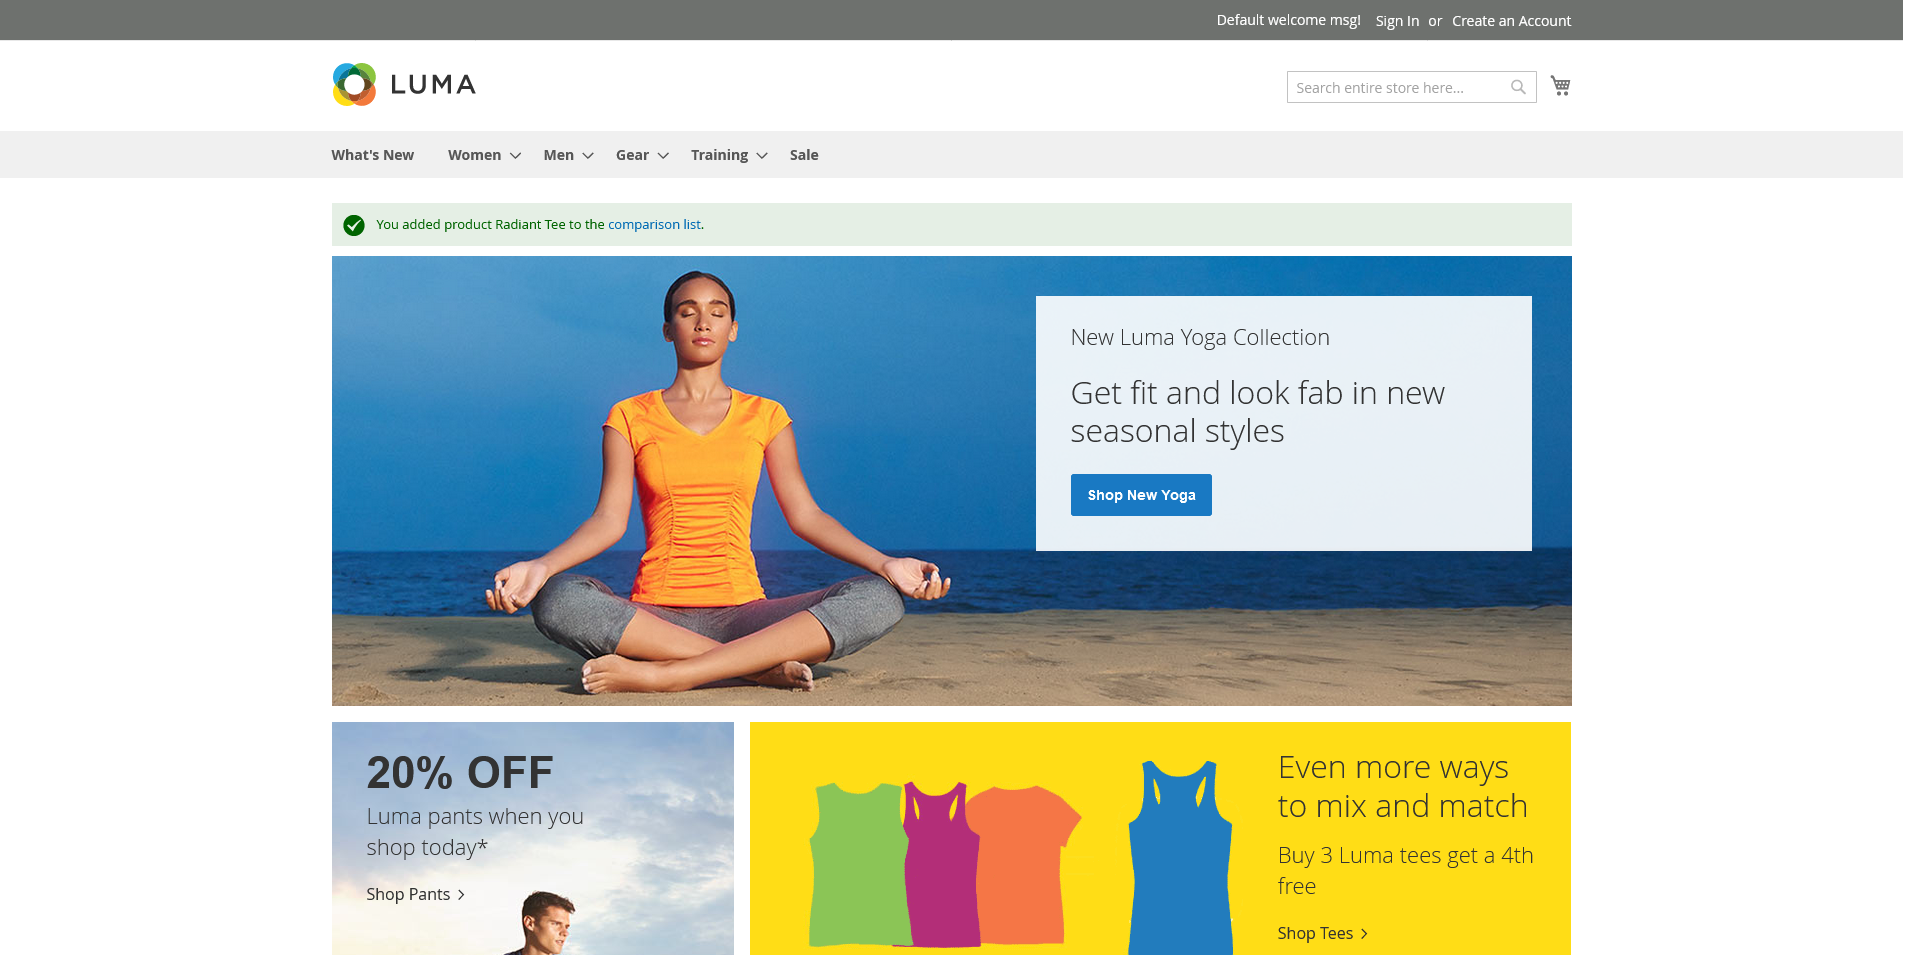 Default welcome msg! Sign In or Create an Account
LUMA
Search entire store here...
What's New Women Men Gear Training Sale
You added product Radiant Tee to the comparison list.
New Luma Yoga Collection
Get fit and look fab in new
seasonal styles
Shop New Yoga
20% OFF
Luma pants when you
shop today*
Shop Pants
Even more ways
to mix and match
Buy 3 Luma tees get a 4th
free
Shop Tees